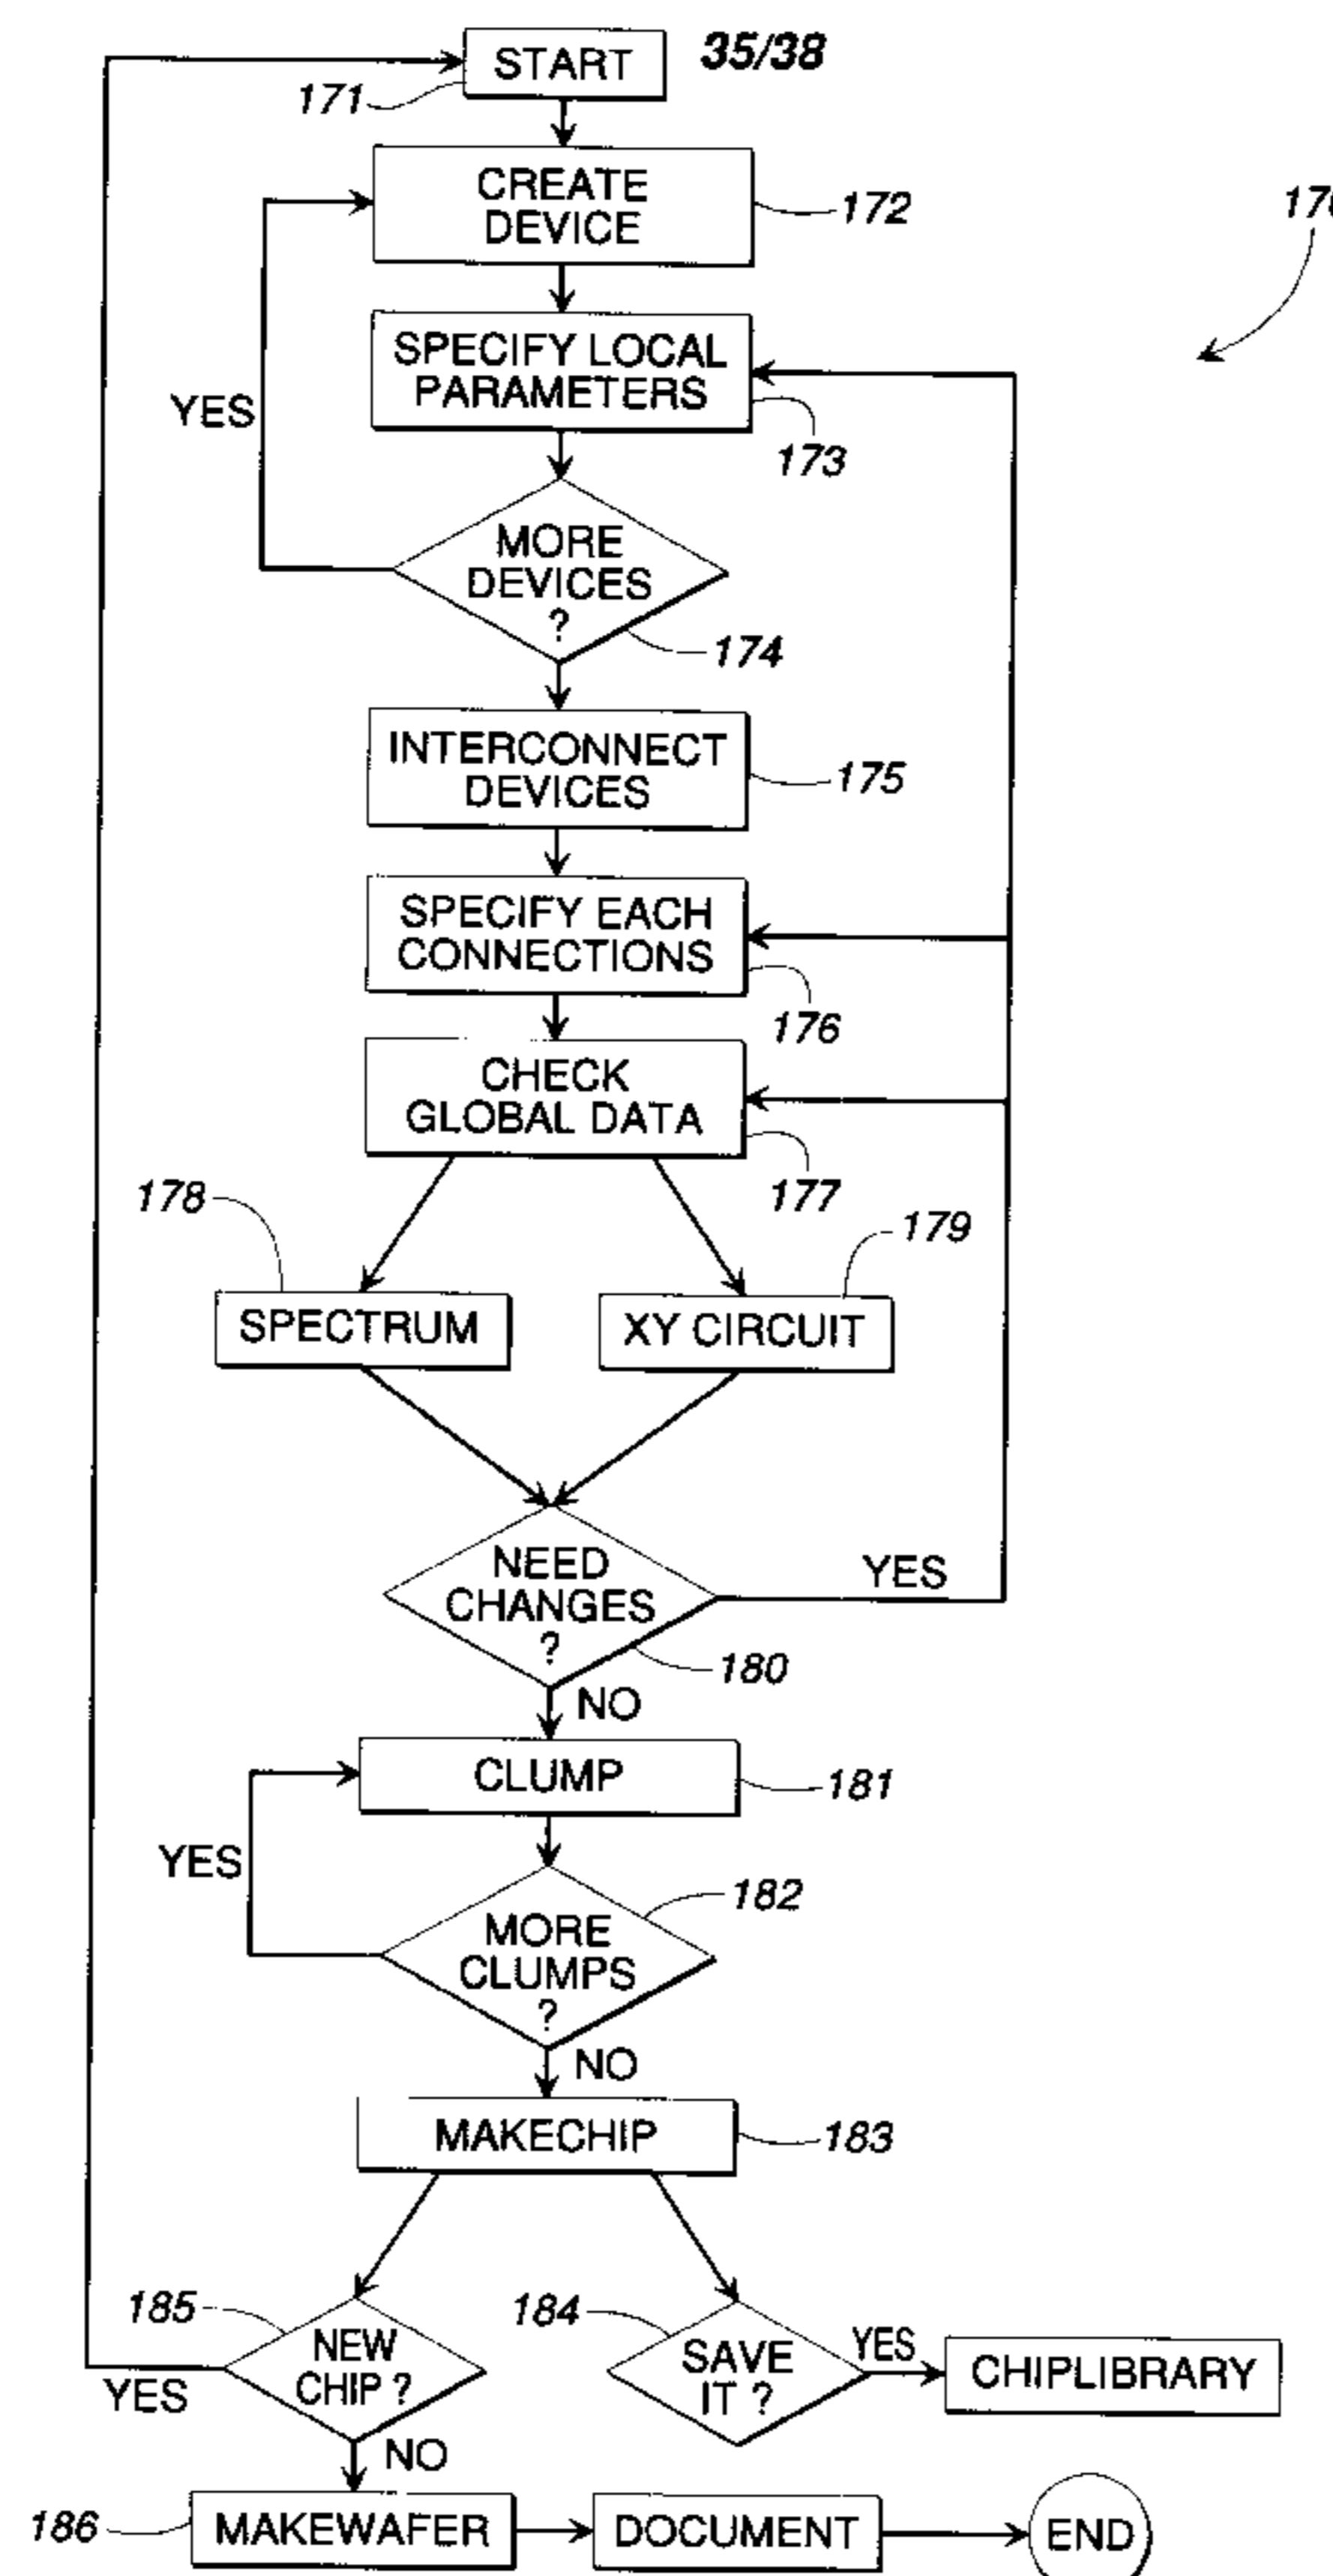 START
35/38
171
CREATE
DEVICE
172
SPECIFY LOCAL
PARAMETERS
173
YES
MORE
DEVICES
?
174
INTERCONNECT
DEVICES
175
SPECIFY EACH
CONNECTIONS
176
CHECK
GLOBAL DATA
177
178
179
SPECTRUM
XY CIRCUIT
NEED
CHANGES
?
YES
180
NO
CLUMP
181
YES
182
MORE
CLUMPS
?
NO
MAKECHIP
183
185
NEW
CHIP ?
YES
184
SAVE
IT ?
YES
CHIPLIBRARY
NO
186
MAKEWAFER
DOCUMENT
END